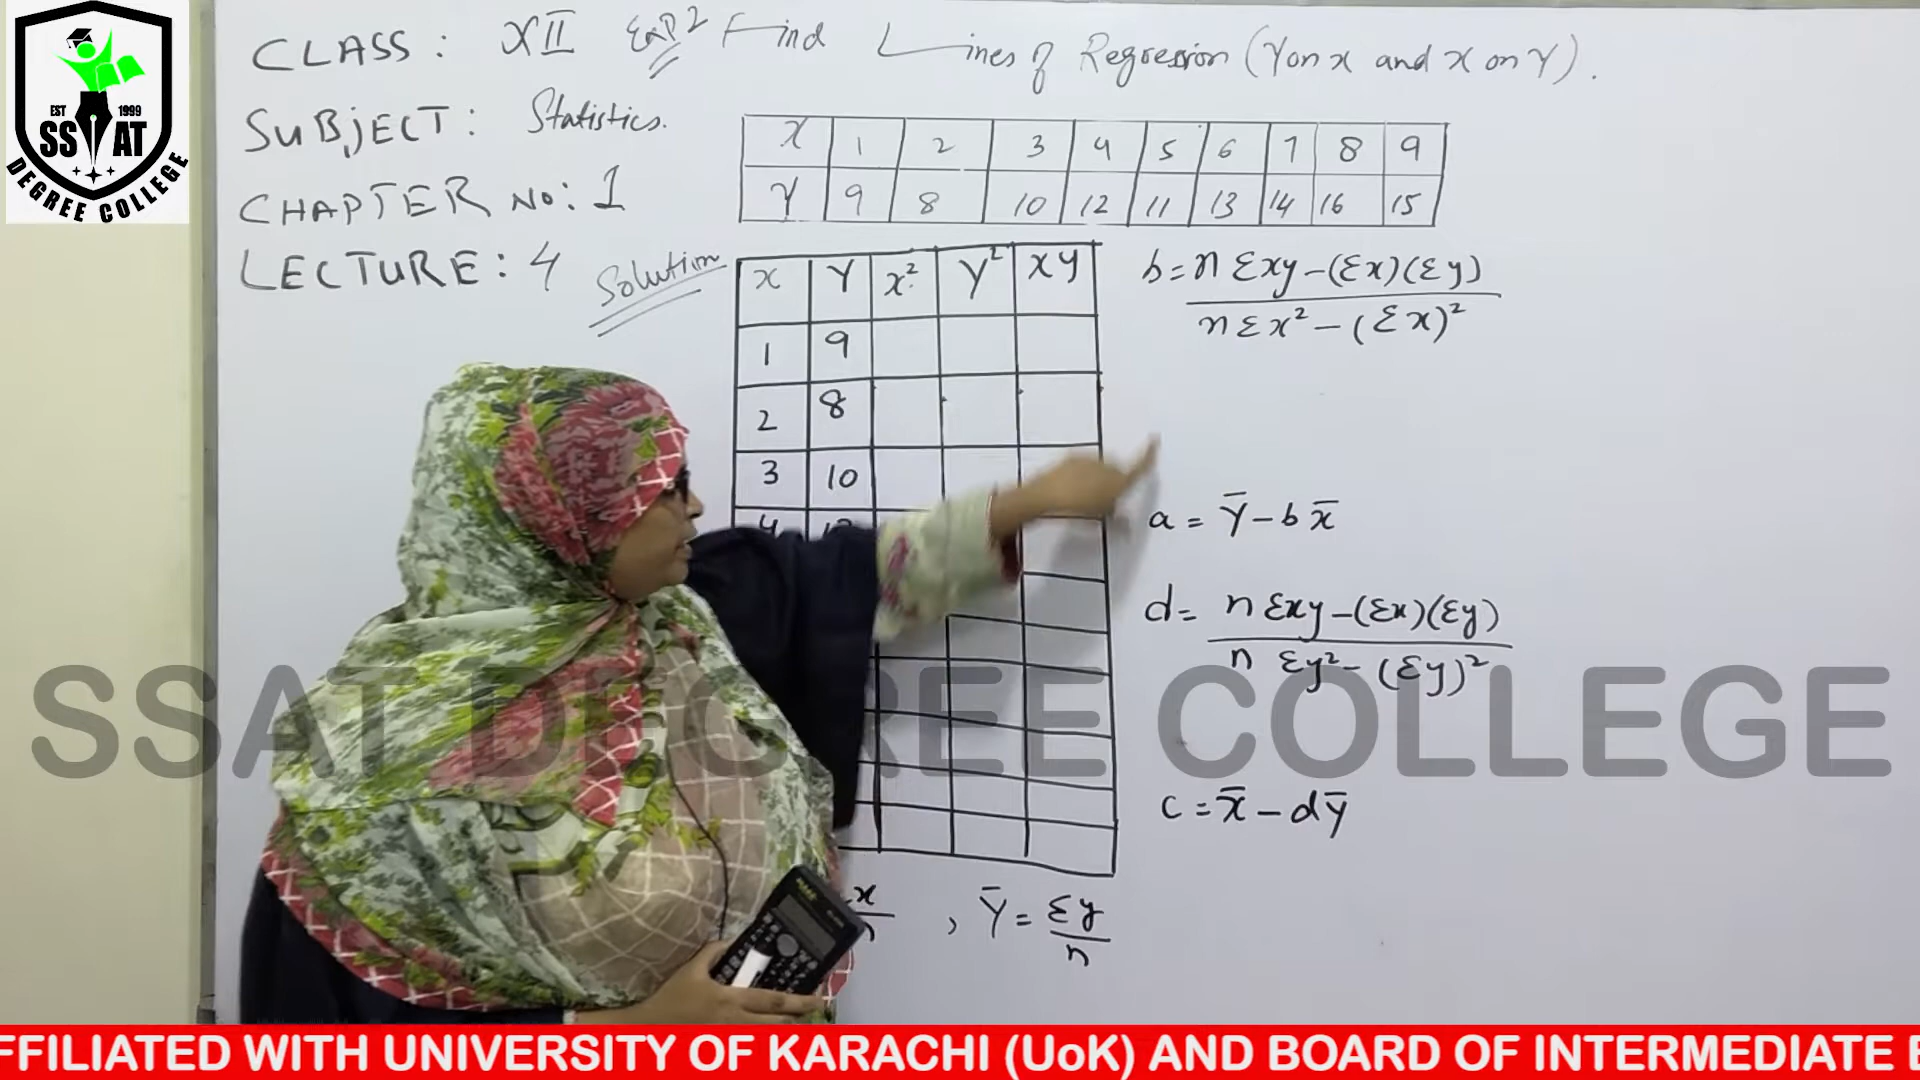 CLASS: XII Exp 2 Find Lines of Regression (Y on x and x on Y).
SUBJECT: Statistics.
CHAPTER No: 1
LECTURE: 4
EST 1999
SSAT
DEGREE COLLEGE
X 1 2 3 4 5 6 7 8 9
Y 9 8 10 12 11 13 14 16 15
Solution
x Y x² Y² xy
1 9
2 8
3 10
4
b = n Σxy – (Σx)(Σy)
n Σx² – (Σx)²
a = Y̅ – b x̅
d = n Σxy – (Σx)(Σy)
n Σy² – (Σy)²
c = x̅ – d y̅
x
n
, Y̅ = Σy
n
SSAT DEGREE COLLEGE
FFILIATED WITH UNIVERSITY OF KARACHI (UoK) AND BOARD OF INTERMEDIATE